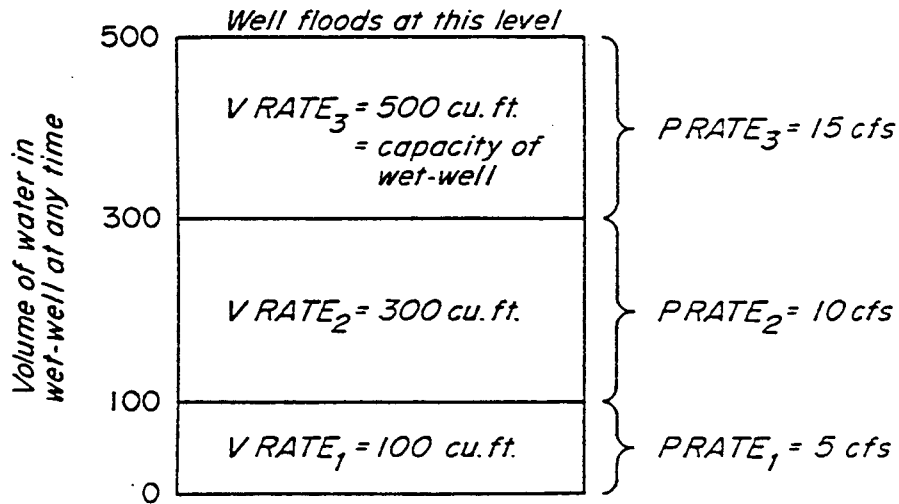 Well floods at this level
500
V RATE₃ = 500 cu. ft.
= capacity of
wet-well
PRATE₃ = 15 cfs
300
V RATE₂ = 300 cu. ft.
PRATE₂ = 10 cfs
100
V RATE₁ = 100 cu. ft.
PRATE₁ = 5 cfs
0
Volume of water in
wet-well at any time